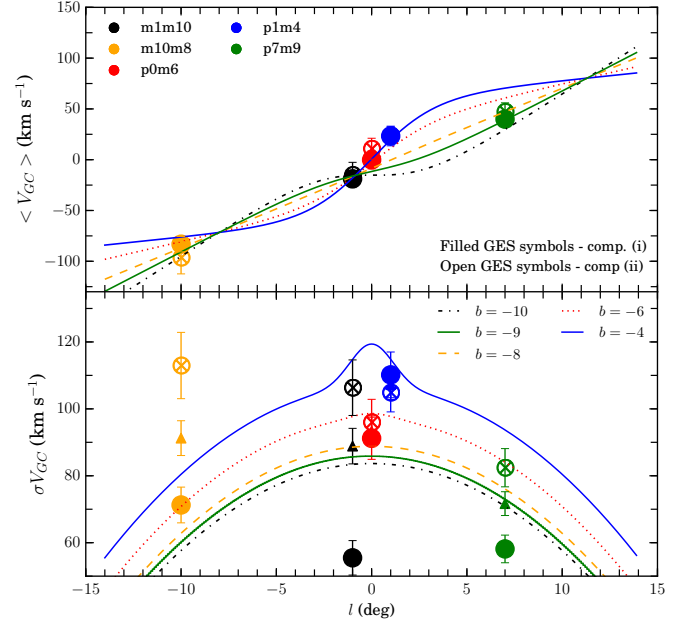 150
100
50
0
−50
−100
< V_GC > (km s⁻¹)
m1m10
m10m8
p0m6
p1m4
p7m9
Filled GES symbols - comp. (i)
Open GES symbols - comp (ii)
120
100
80
60
σV_GC (km s⁻¹)
b = −10
b = −9
b = −8
b = −6
b = −4
−15 −10 −5 0 5 10 15
l (deg)